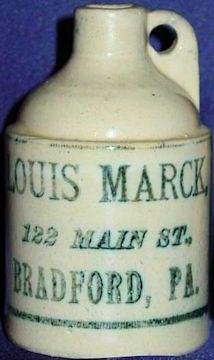 LOUIS MARCK,
122 MAIN ST.,
BRADFORD, PA.